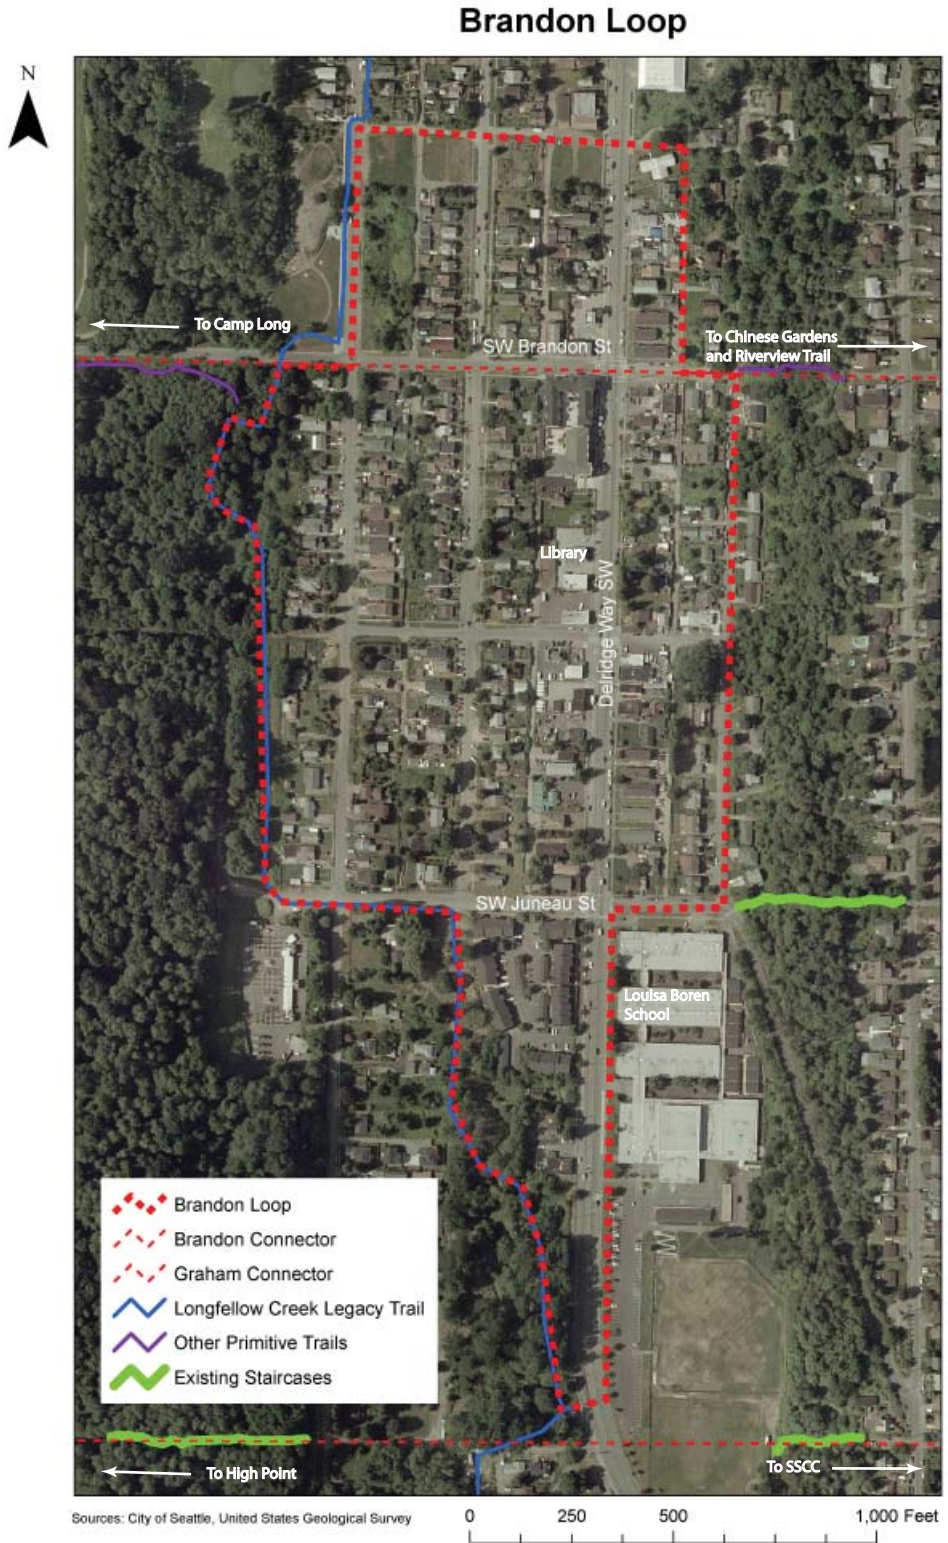 Brandon Loop
N
To Camp Long
SW Brandon St
To Chinese Gardens
and Riverview Trail
Library
Delridge Way SW
SW Juneau St
Louisa Boren
School
Brandon Loop
Brandon Connector
Graham Connector
Longfellow Creek Legacy Trail
Other Primitive Trails
Existing Staircases
To High Point
To SSCC
Sources: City of Seattle, United States Geological Survey
0 250 500 1,000 Feet